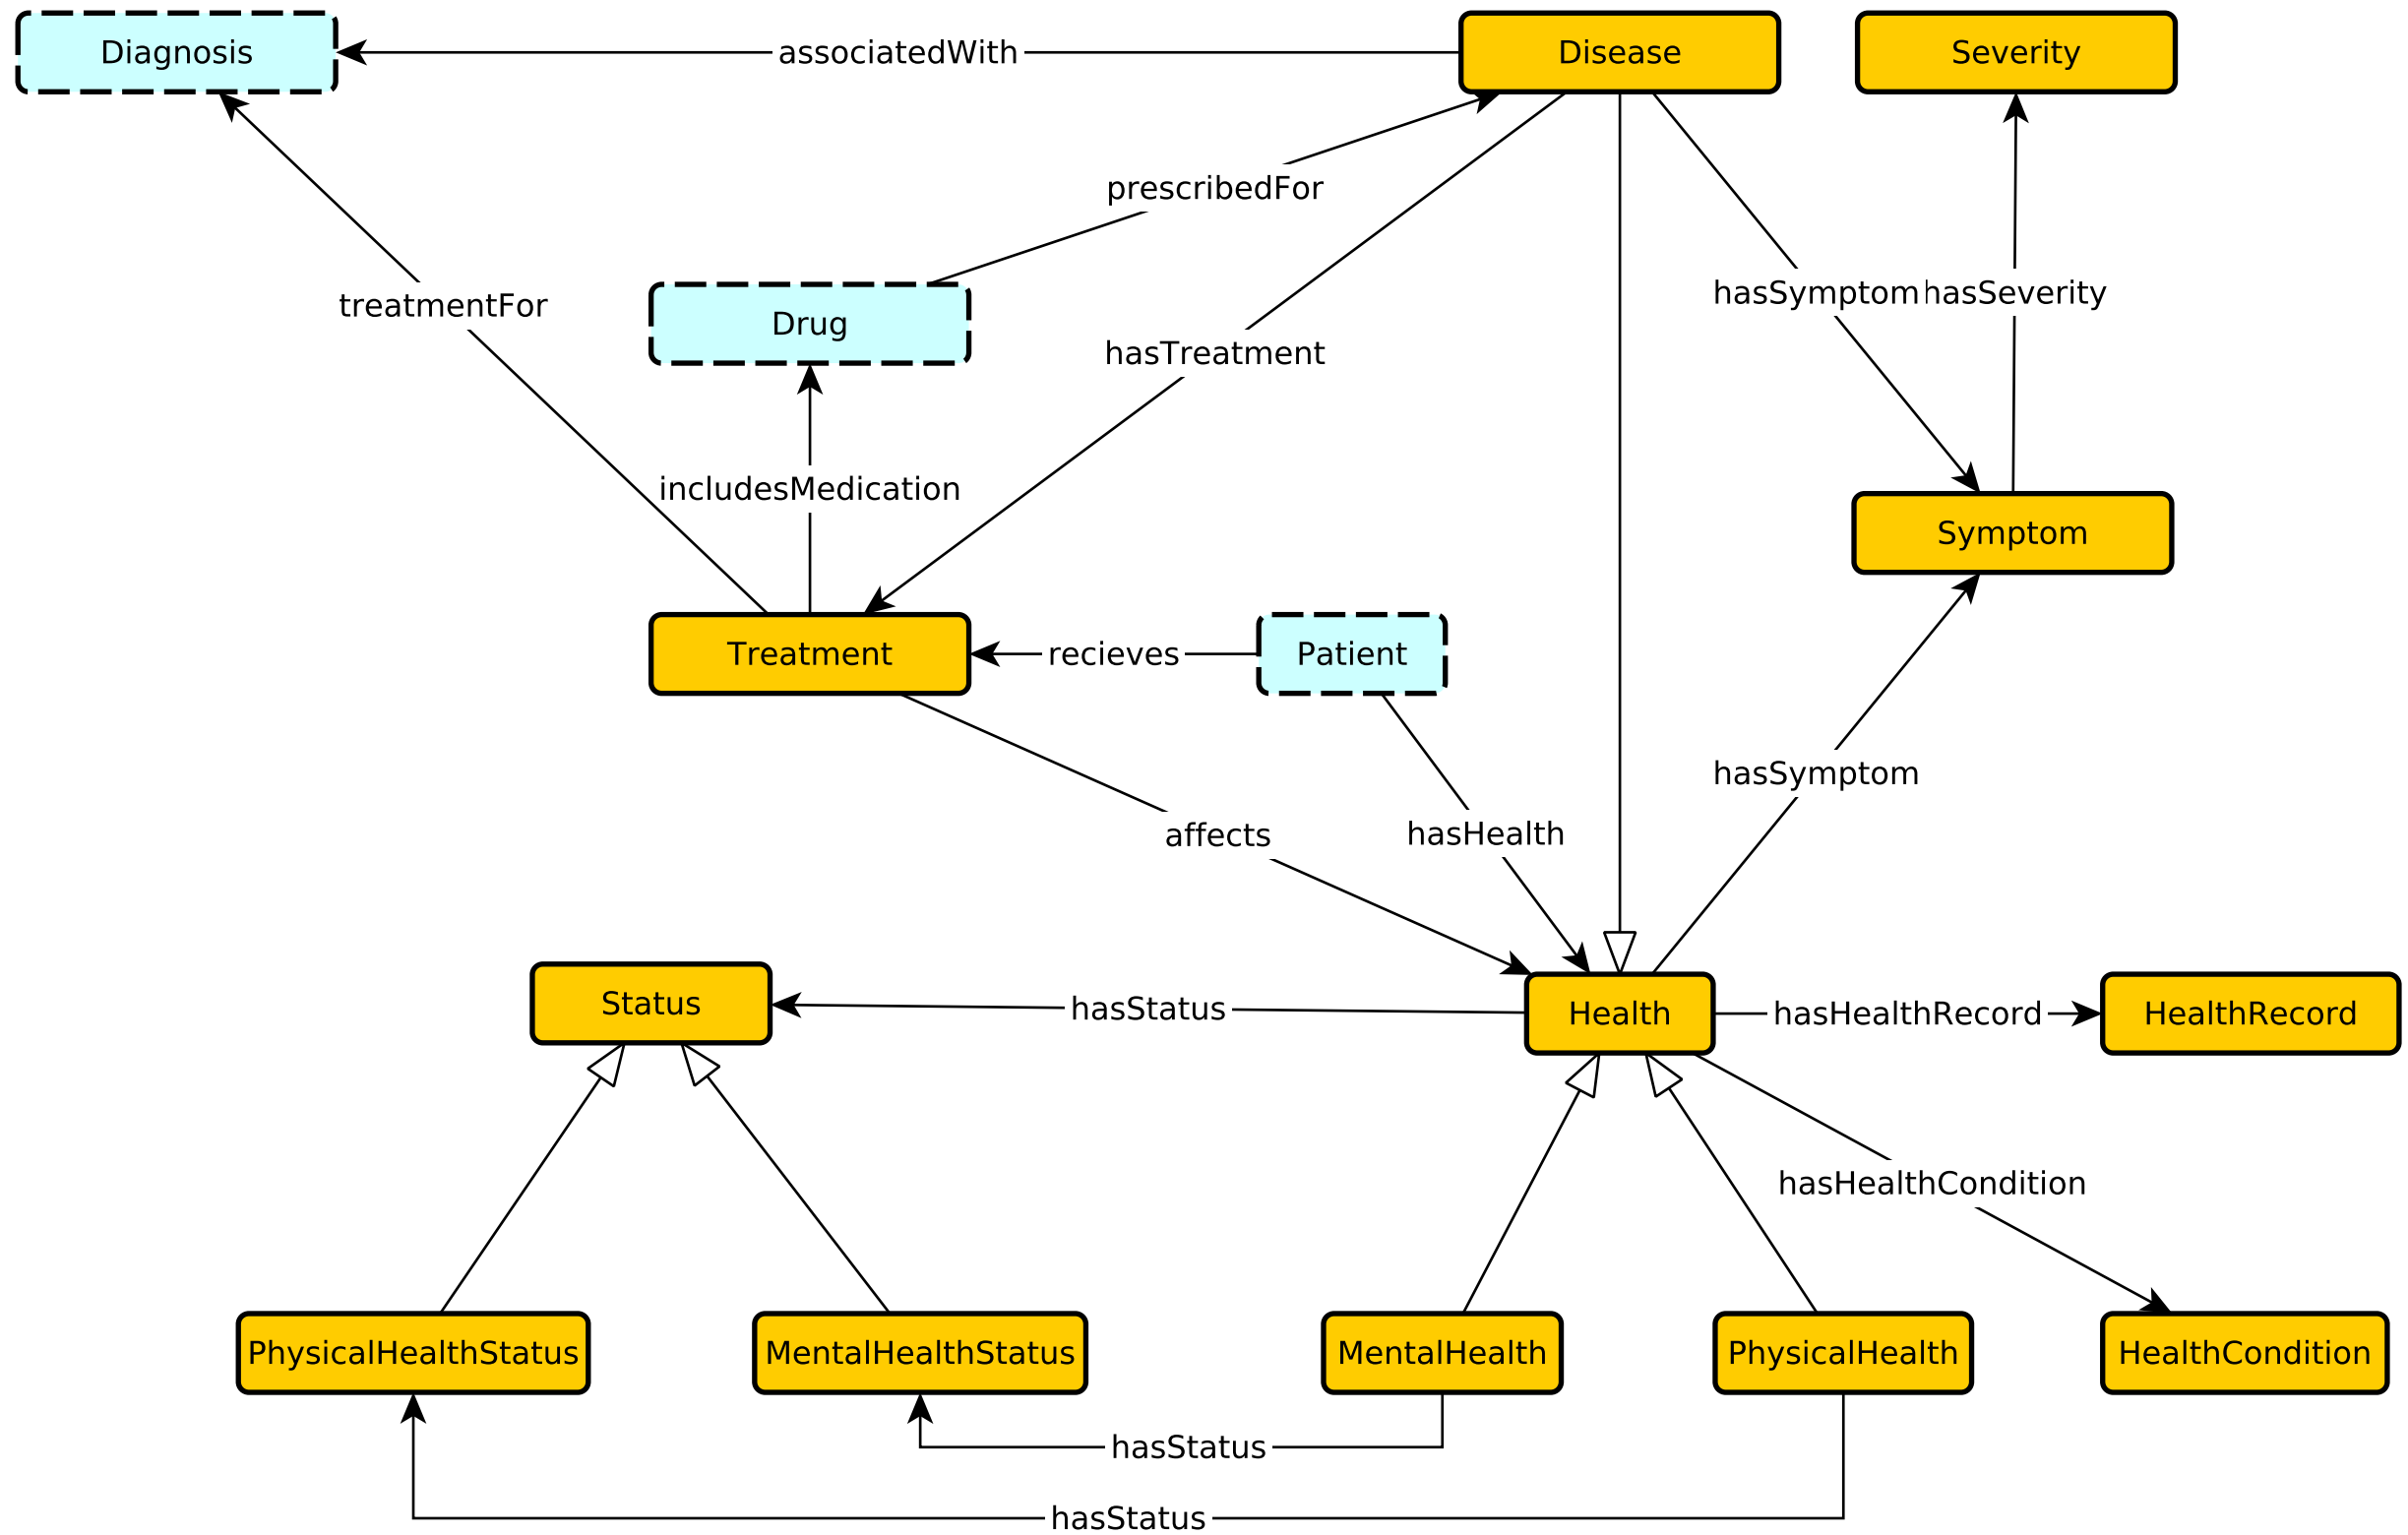 Diagnosis
associatedWith
Disease
Severity
prescribedFor
treatmentFor
Drug
hasTreatment
hasSymptom
hasSeverity
includesMedication
Symptom
Treatment
recieves
Patient
affects
hasHealth
hasSymptom
Status
hasStatus
Health
hasHealthRecord
HealthRecord
hasHealthCondition
PhysicalHealthStatus
MentalHealthStatus
MentalHealth
PhysicalHealth
HealthCondition
hasStatus
hasStatus